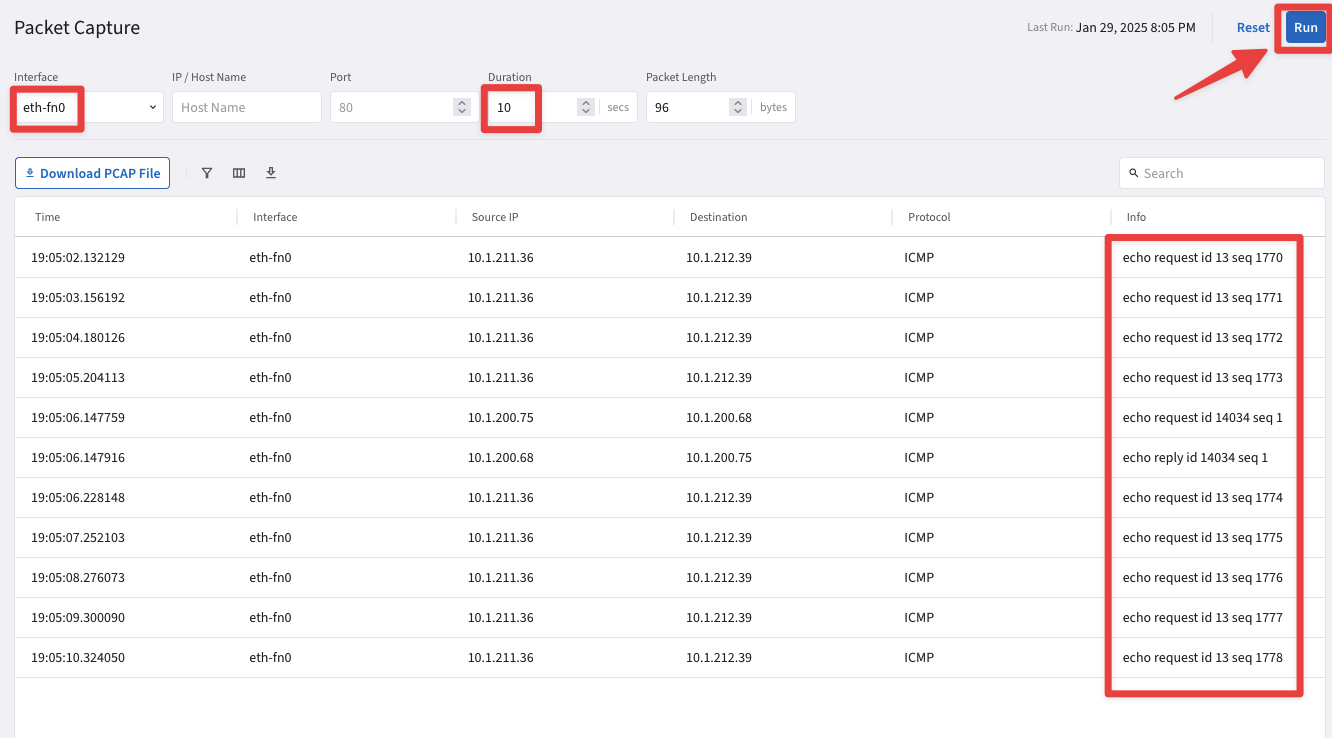 Packet Capture
Last Run: Jan 29, 2025 8:05 PM Reset Run
Interface IP / Host Name Port Duration Packet Length
eth-fn0 Host Name 80 10 secs 96 bytes
Download PCAP File Search
Time Interface Source IP Destination Protocol Info
19:05:02.132129 eth-fn0 10.1.211.36 10.1.212.39 ICMP echo request id 13 seq 1770
19:05:03.156192 eth-fn0 10.1.211.36 10.1.212.39 ICMP echo request id 13 seq 1771
19:05:04.180126 eth-fn0 10.1.211.36 10.1.212.39 ICMP echo request id 13 seq 1772
19:05:05.204113 eth-fn0 10.1.211.36 10.1.212.39 ICMP echo request id 13 seq 1773
19:05:06.147759 eth-fn0 10.1.200.75 10.1.200.68 ICMP echo request id 14034 seq 1
19:05:06.147916 eth-fn0 10.1.200.68 10.1.200.75 ICMP echo reply id 14034 seq 1
19:05:06.228148 eth-fn0 10.1.211.36 10.1.212.39 ICMP echo request id 13 seq 1774
19:05:07.252103 eth-fn0 10.1.211.36 10.1.212.39 ICMP echo request id 13 seq 1775
19:05:08.276073 eth-fn0 10.1.211.36 10.1.212.39 ICMP echo request id 13 seq 1776
19:05:09.300090 eth-fn0 10.1.211.36 10.1.212.39 ICMP echo request id 13 seq 1777
19:05:10.324050 eth-fn0 10.1.211.36 10.1.212.39 ICMP echo request id 13 seq 1778